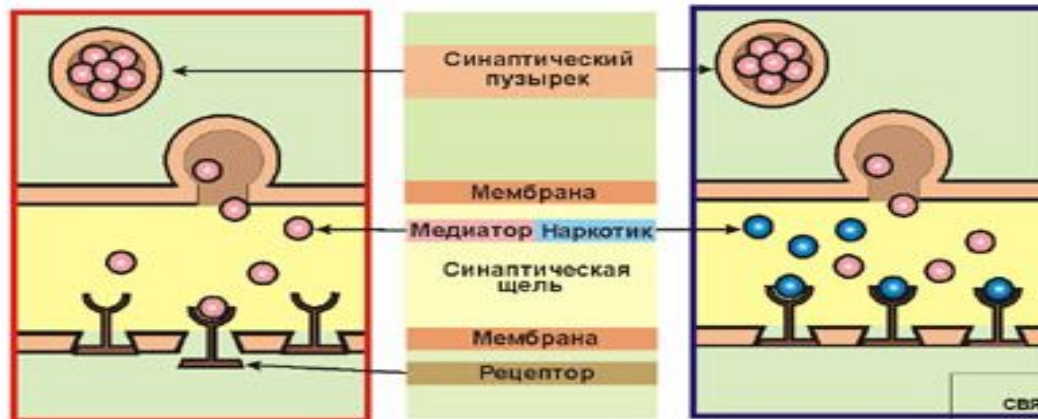 Синаптический
пузырек
Мембрана
Медиатор Наркотик
Синаптическая
щель
Мембрана
Рецептор